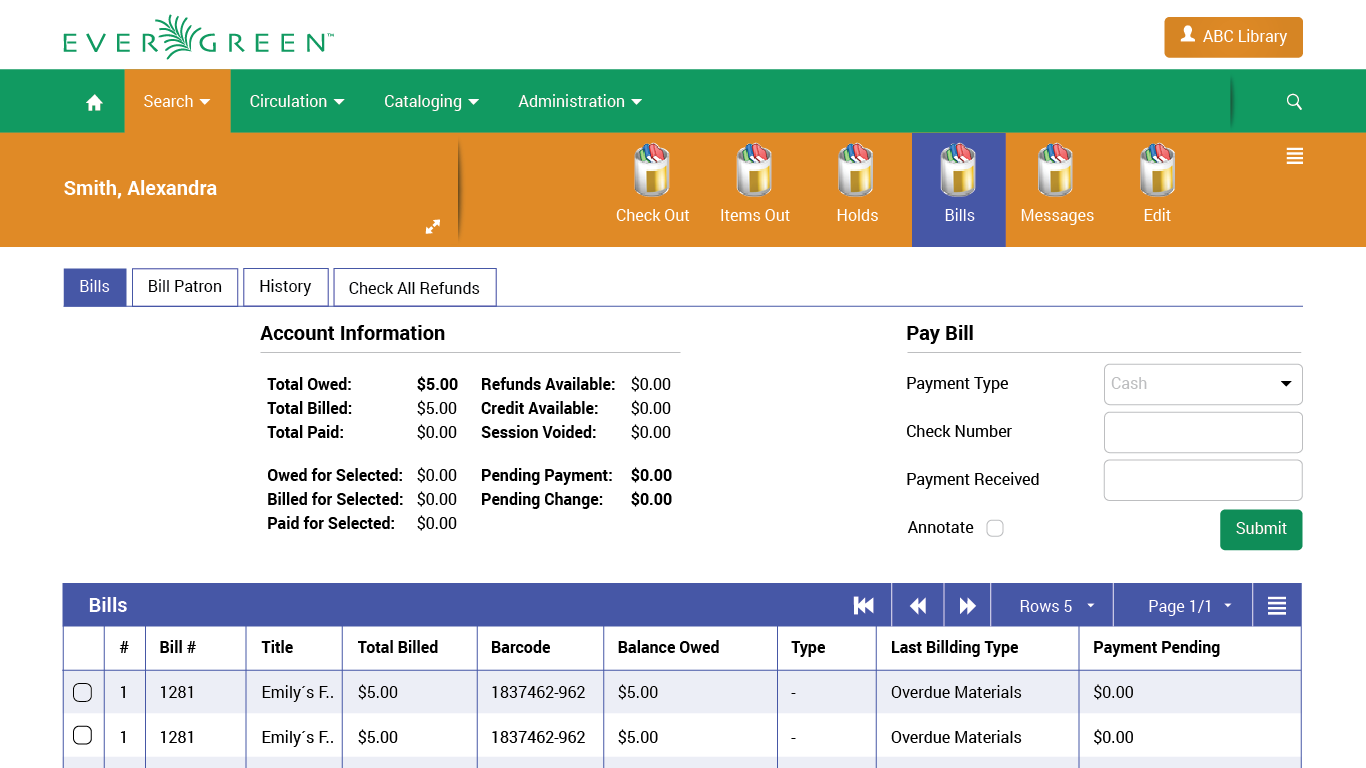 EVERGREEN™
ABC Library
Search
Circulation
Cataloging
Administration
Smith, Alexandra
Check Out
Items Out
Holds
Bills
Messages
Edit
Bills
Bill Patron
History
Check All Refunds
Account Information
Total Owed: $5.00 Refunds Available: $0.00
Total Billed: $5.00 Credit Available: $0.00
Total Paid: $0.00 Session Voided: $0.00
Owed for Selected: $0.00 Pending Payment: $0.00
Billed for Selected: $0.00 Pending Change: $0.00
Paid for Selected: $0.00
Pay Bill
Payment Type Cash
Check Number
Payment Received
Annotate
Submit
Bills
Rows 5
Page 1/1
# Bill # Title Total Billed Barcode Balance Owed Type Last Billding Type Payment Pending
1 1281 Emily´s F.. $5.00 1837462-962 $5.00 - Overdue Materials $0.00
1 1281 Emily´s F.. $5.00 1837462-962 $5.00 - Overdue Materials $0.00